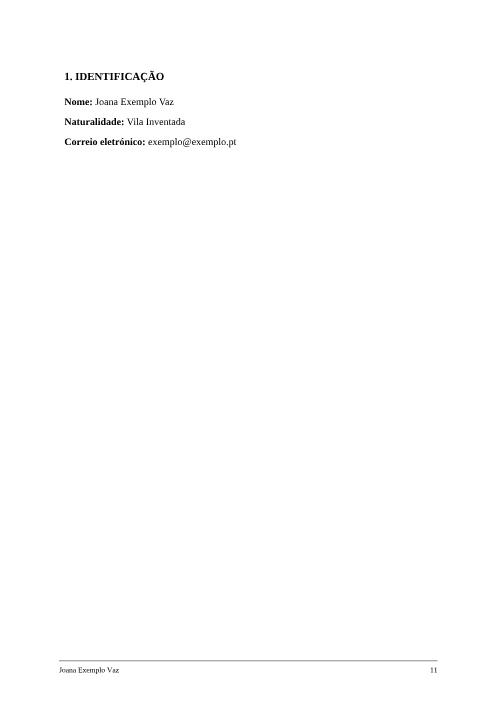 1. IDENTIFICAÇÃO
Nome: Joana Exemplo Vaz
Naturalidade: Vila Inventada
Correio eletrónico: exemplo@exemplo.pt
Joana Exemplo Vaz 11